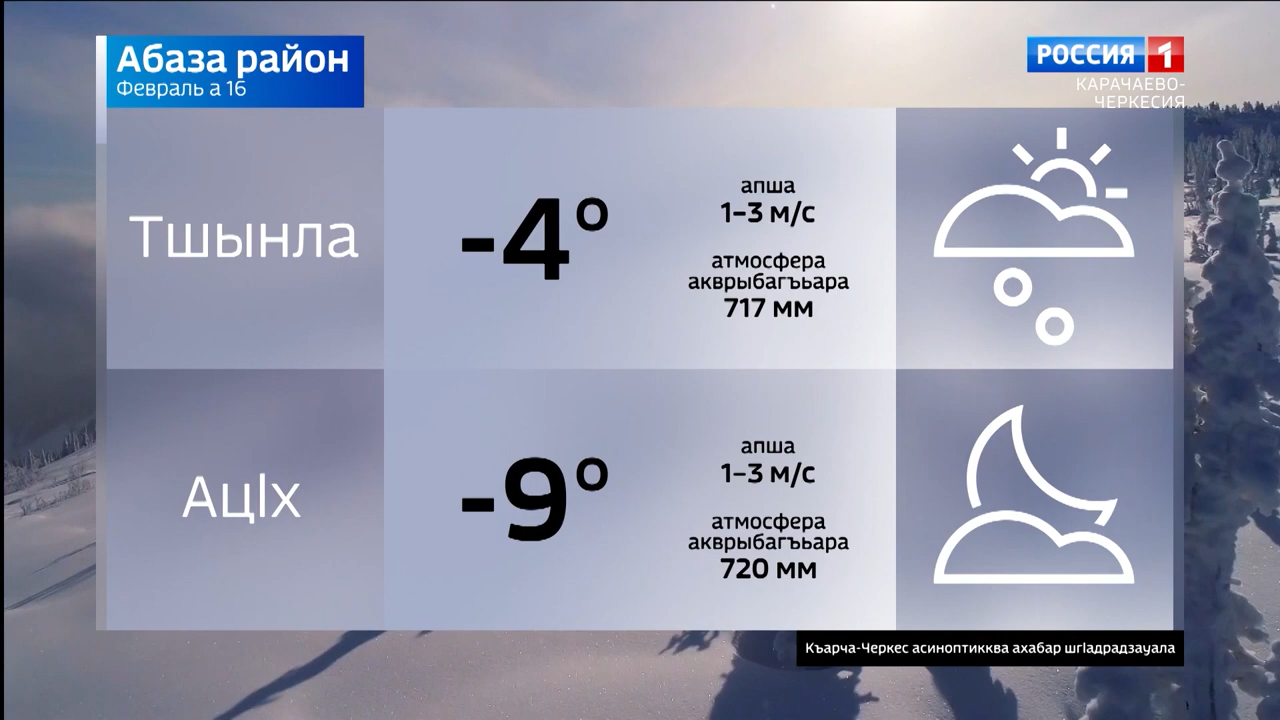 Абаза район
Февраль а 16
РОССИЯ 1
КАРАЧАЕВО-
ЧЕРКЕСИЯ
Тшынла
-4°
апша
1-3 м/с
атмосфера
акврыбагъьара
717 мм
АцӀх
-9°
апша
1-3 м/с
атмосфера
акврыбагъьара
720 мм
Къарча-Черкес асиноптикква ахабар шгӀадрадзауала